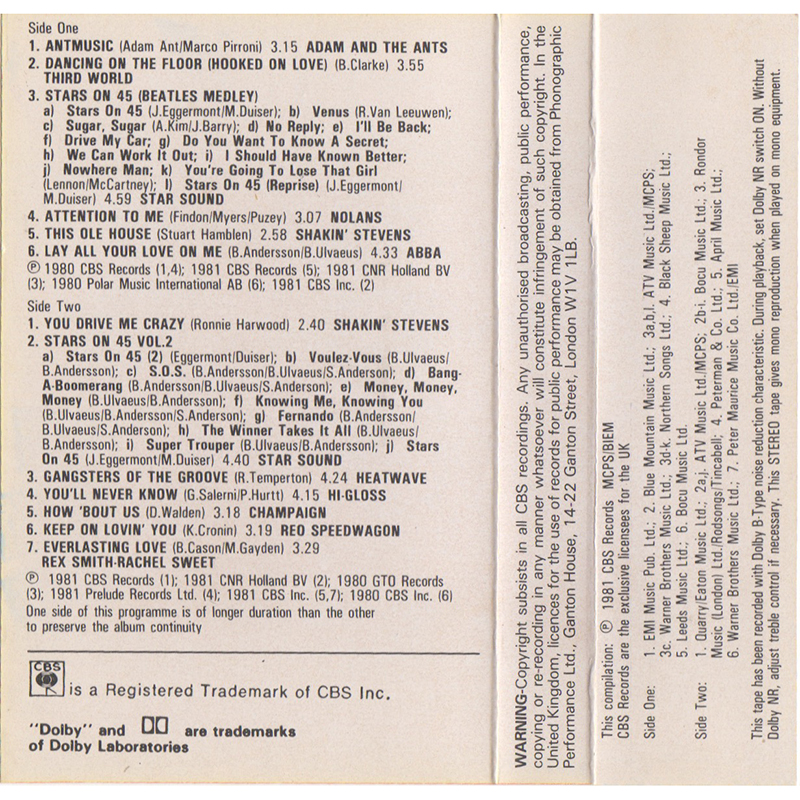 Side One
1. ANTMUSIC (Adam Ant/Marco Pirroni) 3.15 ADAM AND THE ANTS
2. DANCING ON THE FLOOR (HOOKED ON LOVE) (B.Clarke) 3.55
THIRD WORLD
3. STARS ON 45 (BEATLES MEDLEY)
a) Stars On 45 (J.Eggermont/M.Duiser); b) Venus (R.Van Leeuwen);
c) Sugar, Sugar (A.Kim/J.Barry); d) No Reply; e) I'll Be Back;
f) Drive My Car; g) Do You Want To Know A Secret;
h) We Can Work It Out; i) I Should Have Known Better;
j) Nowhere Man; k) You're Going To Lose That Girl
(Lennon/McCartney); l) Stars On 45 (Reprise) (J.Eggermont/
M.Duiser) 4.59 STAR SOUND
4. ATTENTION TO ME (Findon/Myers/Puzey) 3.07 NOLANS
5. THIS OLE HOUSE (Stuart Hamblen) 2.58 SHAKIN' STEVENS
6. LAY ALL YOUR LOVE ON ME (B.Andersson/B.Ulvaeus) 4.33 ABBA
℗ 1980 CBS Records (1,4); 1981 CBS Records (5); 1981 CNR Holland BV
(3); 1980 Polar Music International AB (6); 1981 CBS Inc. (2)
Side Two
1. YOU DRIVE ME CRAZY (Ronnie Harwood) 2.40 SHAKIN' STEVENS
2. STARS ON 45 VOL.2
a) Stars On 45 (2) (Eggermont/Duiser); b) Voulez-Vous (B.Ulvaeus/
B.Andersson); c) S.O.S. (B.Andersson/B.Ulvaeus/S.Anderson); d) Bang-
A-Boomerang (B.Andersson/B.Ulvaeus/S.Anderson); e) Money, Money,
Money (B.Ulvaeus/B.Andersson); f) Knowing Me, Knowing You
(B.Ulvaeus/B.Andersson/S.Anderson); g) Fernando (B.Andersson/
B.Ulvaeus/S.Anderson); h) The Winner Takes It All (B.Ulvaeus/
B.Andersson); i) Super Trouper (B.Ulvaeus/B.Andersson); j) Stars
On 45 (J.Eggermont/M.Duiser) 4.40 STAR SOUND
3. GANGSTERS OF THE GROOVE (R.Temperton) 4.24 HEATWAVE
4. YOU'LL NEVER KNOW (G.Salerni/P.Hurtt) 4.15 HI-GLOSS
5. HOW 'BOUT US (D.Walden) 3.18 CHAMPAIGN
6. KEEP ON LOVIN' YOU (K.Cronin) 3.19 REO SPEEDWAGON
7. EVERLASTING LOVE (B.Cason/M.Gayden) 3.29
REX SMITH-RACHEL SWEET
℗ 1981 CBS Records (1); 1981 CNR Holland BV (2); 1980 GTO Records
(3); 1981 Prelude Records Ltd. (4); 1981 CBS Inc. (5,7); 1980 CBS Inc. (6)
One side of this programme is of longer duration than the other
to preserve the album continuity
CBS
is a Registered Trademark of CBS Inc.
"Dolby" and DD are trademarks
of Dolby Laboratories
WARNING-Copyright subsists in all CBS recordings. Any unauthorised broadcasting, public performance,
copying or re-recording in any manner whatsoever will constitute infringement of such copyright. In the
United Kingdom, licences for the use of records for public performance may be obtained from Phonographic
Performance Ltd., Ganton House, 14-22 Ganton Street, London W1V 1LB.
This compilation: ℗ 1981 CBS Records MCPS/BIEM
CBS Records are the exclusive licensees for the UK
Side One: 1. EMI Music Pub. Ltd.; 2. Blue Mountain Music Ltd.; 3a,b,l. ATV Music Ltd./MCPS;
3c. Warner Brothers Music Ltd.; 3d-k. Northern Songs Ltd.; 4. Black Sheep Music Ltd.;
5. Leeds Music Ltd.; 6. Bocu Music Ltd.
Side Two: 1. Quarry/Eaton Music Ltd.; 2a,j. ATV Music Ltd./MCPS; 2b-i. Bocu Music Ltd.; 3. Rondor
Music (London) Ltd./Rodsongs/Tincabell; 4. Peterman & Co. Ltd.; 5. April Music Ltd.;
6. Warner Brothers Music Ltd.; 7. Peter Maurice Music Co. Ltd./EMI
This tape has been recorded with Dolby B-Type noise reduction characteristic. During playback, set Dolby NR switch ON. Without
Dolby NR, adjust treble control if necessary. This STEREO tape gives mono reproduction when played on mono equipment.